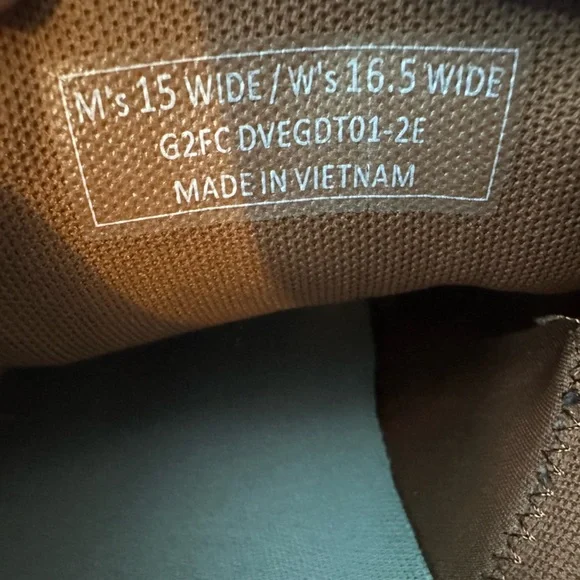 M's 15 WIDE / W's 16.5 WIDE
G2FC DVEGDT01-2E
MADE IN VIETNAM